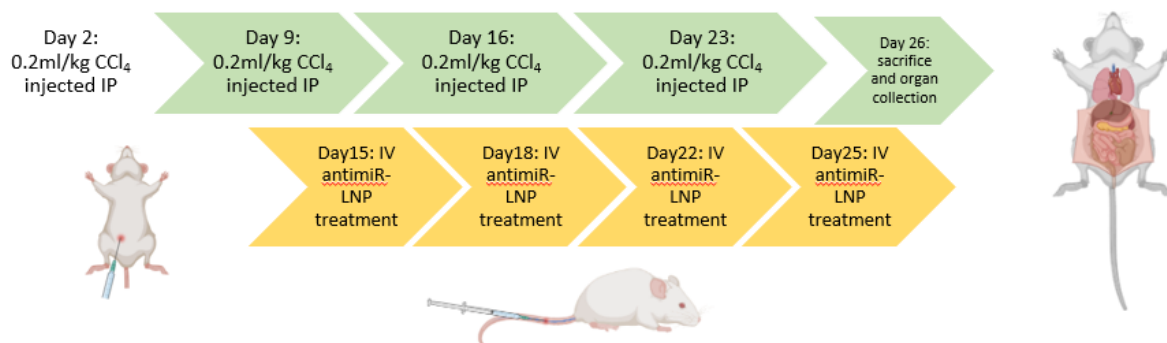 Day 2:
0.2ml/kg CCl₄
injected IP
Day 9:
0.2ml/kg CCl₄
injected IP
Day 16:
0.2ml/kg CCl₄
injected IP
Day 23:
0.2ml/kg CCl₄
injected IP
Day 26:
sacrifice
and organ
collection
Day15: IV
antimiR-
LNP
treatment
Day18: IV
antimiR-
LNP
treatment
Day22: IV
antimiR-
LNP
treatment
Day25: IV
antimiR-
LNP
treatment